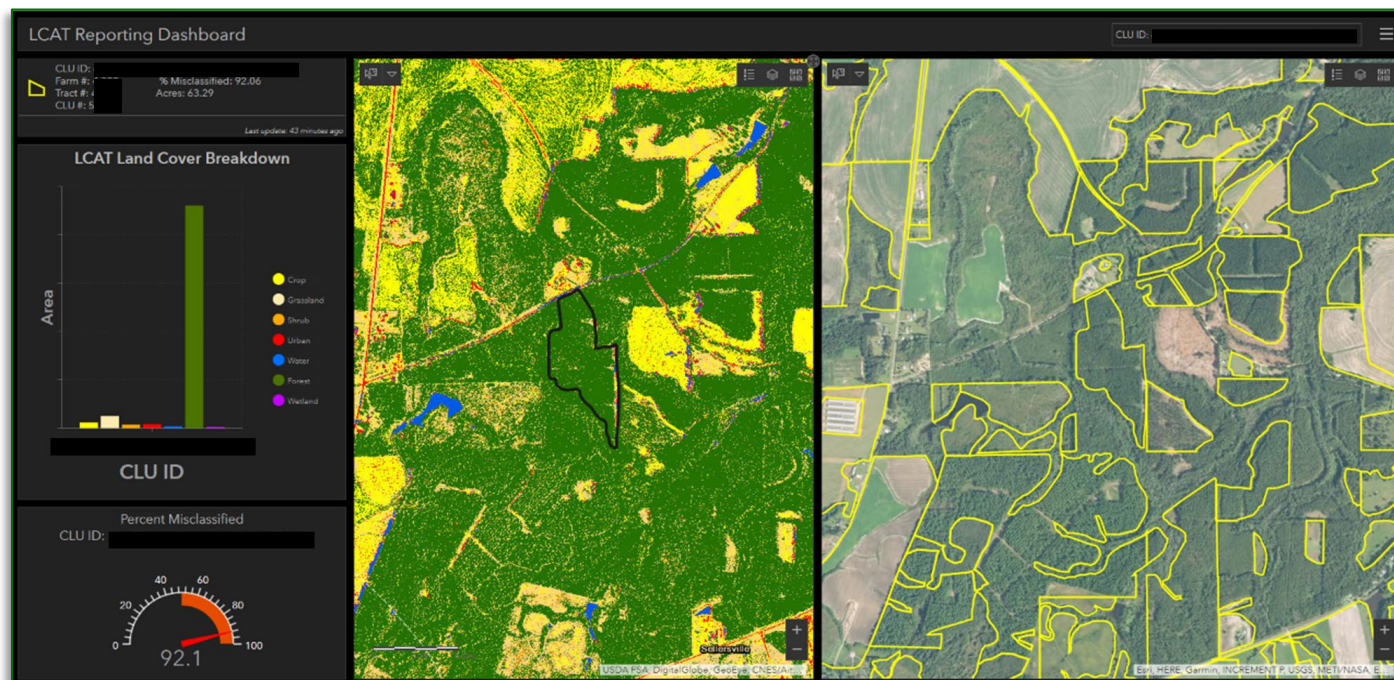 LCAT Reporting Dashboard
CLU ID:
CLU ID:
Farm #:
% Misclassified: 92.06
Tract #:
Acres: 63.29
CLU #: 5
Last update: 43 minutes ago
LCAT Land Cover Breakdown
Area
Crop
Grassland
Shrub
Urban
Water
Forest
Wetland
CLU ID
Percent Misclassified
CLU ID:
0
20
40
60
80
100
92.1
Sellersville
USDA FSA, DigitalGlobe, GeoEye, CNES/Air...
Esri, HERE, Garmin, INCREMENT P, USGS, METI/NASA, E...